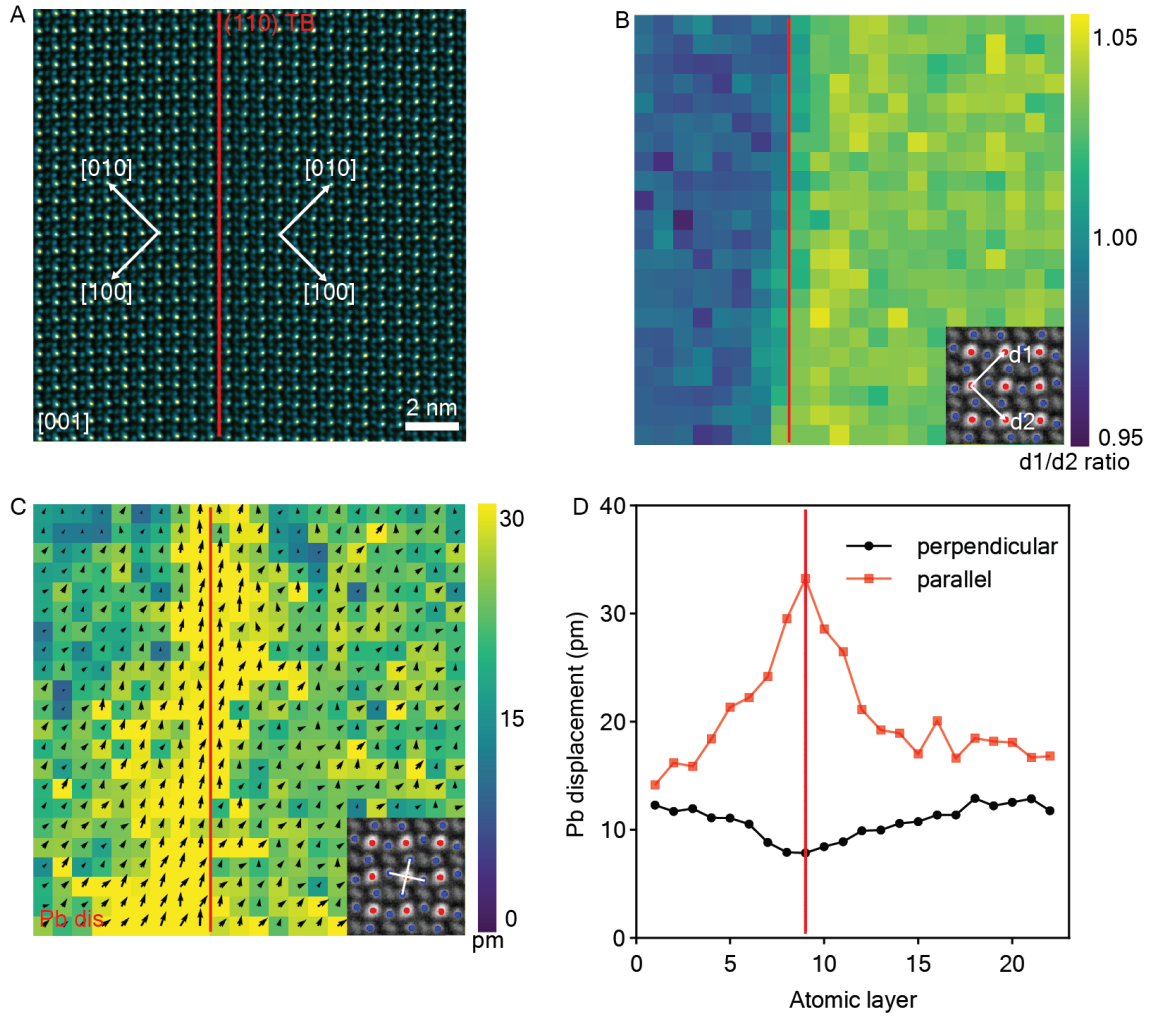 A
(110) TB
[010]
[010]
[100]
[100]
[001]
2 nm
B
1.05
1.00
0.95
d1
d2
d1/d2 ratio
C
30
15
0
pm
Pb dis
D
40
30
20
10
0
perpendicular
parallel
Pb displacement (pm)
0
5
10
15
20
Atomic layer